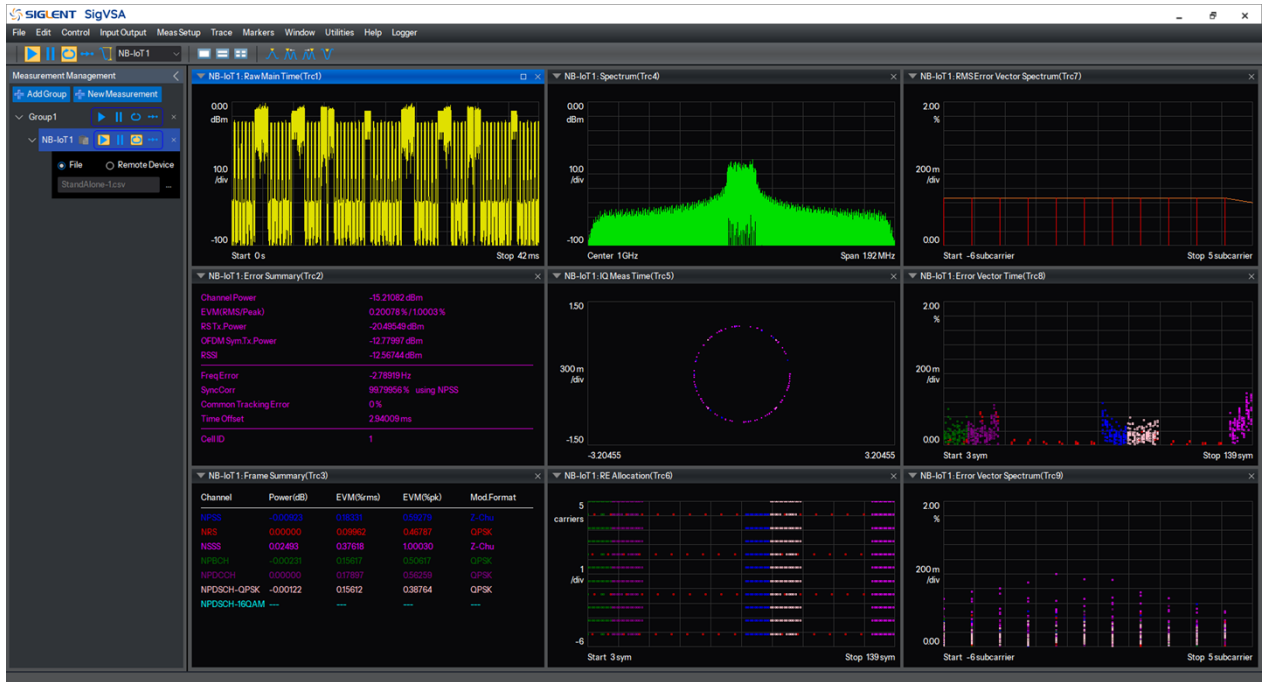 SIGLENT SigVSA
File Edit Control Input Output Meas Setup Trace Markers Window Utilities Help Logger
NB-IoT 1
Measurement Management
Add Group New Measurement
Group1
NB-IoT 1
File Remote Device
StandAlone-1.csv ...
NB-IoT 1: Raw Main Time(Trc1)
0.00
dBm
10.0
/div
-100
Start 0 s Stop 42 ms
NB-IoT 1: Spectrum(Trc4)
0.00
dBm
10.0
/div
-100
Center 1 GHz Span 1.92 MHz
NB-IoT 1: RMS Error Vector Spectrum(Trc7)
2.00
%
200 m
/div
0.00
Start -6 subcarrier Stop 5 subcarrier
NB-IoT 1: Error Summary(Trc2)
Channel Power -15.21082 dBm
EVM(RMS/Peak) 0.20078 % / 1.0003 %
RS Tx. Power -20.49549 dBm
OFDM Sym.Tx. Power -12.77997 dBm
RSSI -12.56744 dBm
Freq Error -2.78919 Hz
SyncCorr 99.79956 % using NPSS
Common Tracking Error 0 %
Time Offset 2.94009 ms
Cell ID 1
NB-IoT 1: IQ Meas Time(Trc5)
1.50
300 m
/div
-1.50
-3.20455 3.20455
NB-IoT 1: Error Vector Time(Trc8)
2.00
%
200 m
/div
0.00
Start 3 sym Stop 139 sym
NB-IoT 1: Frame Summary(Trc3)
Channel Power(dB) EVM(%rms) EVM(%pk) Mod.Format
NPSS Z-Chu
NRS 0.00000 0.09962 0.46787 QPSK
NSSS 0.02493 0.37618 1.00030 Z-Chu
NPBCH -0.00231 0.15617 0.50617 QPSK
NPDCCH 0.00000 0.17897 0.56259 QPSK
NPDSCH-QPSK -0.00122 0.15612 0.38764 QPSK
NPDSCH-16QAM --- --- --- ---
NB-IoT 1: RE Allocation(Trc6)
5
carriers
1
/div
-6
Start 3 sym Stop 139 sym
NB-IoT 1: Error Vector Spectrum(Trc9)
2.00
%
200 m
/div
0.00
Start -6 subcarrier Stop 5 subcarrier